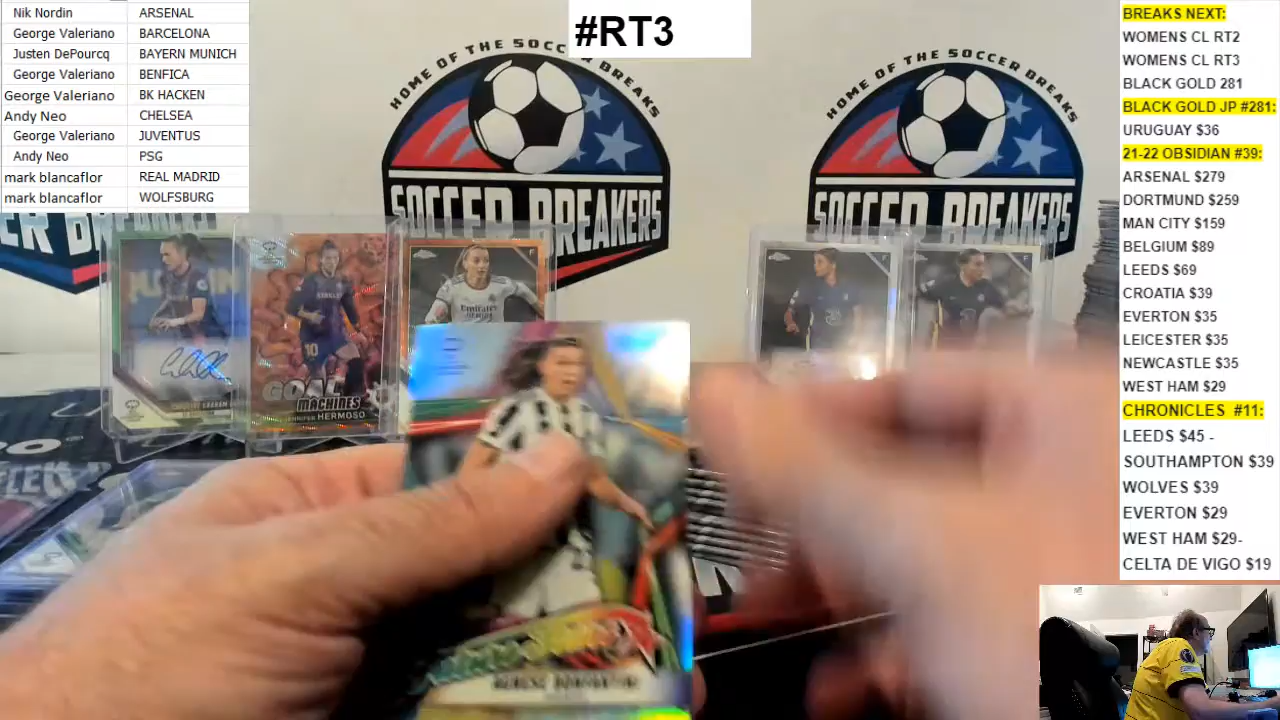 Nik Nordin ARSENAL
George Valeriano BARCELONA
Justen DePourcq BAYERN MUNICH
George Valeriano BENFICA
George Valeriano BK HACKEN
Andy Neo CHELSEA
George Valeriano JUVENTUS
Andy Neo PSG
mark blancaflor REAL MADRID
mark blancaflor WOLFSBURG
#RT3
HOME OF THE SOCC
BREAKS
SOCCER BREAKERS
HOME OF THE SOCCER BREAKS
SOCCER BREAKERS
GOAL
MACHINES
JENNIFER HERMOSO
10
BREAKS NEXT:
WOMENS CL RT2
WOMENS CL RT3
BLACK GOLD 281
BLACK GOLD JP #281:
URUGUAY $36
21-22 OBSIDIAN #39:
ARSENAL $279
DORTMUND $259
MAN CITY $159
BELGIUM $89
LEEDS $69
CROATIA $39
EVERTON $35
LEICESTER $35
NEWCASTLE $35
WEST HAM $29
CHRONICLES #11:
LEEDS $45 -
SOUTHAMPTON $39
WOLVES $39
EVERTON $29
WEST HAM $29-
CELTA DE VIGO $19